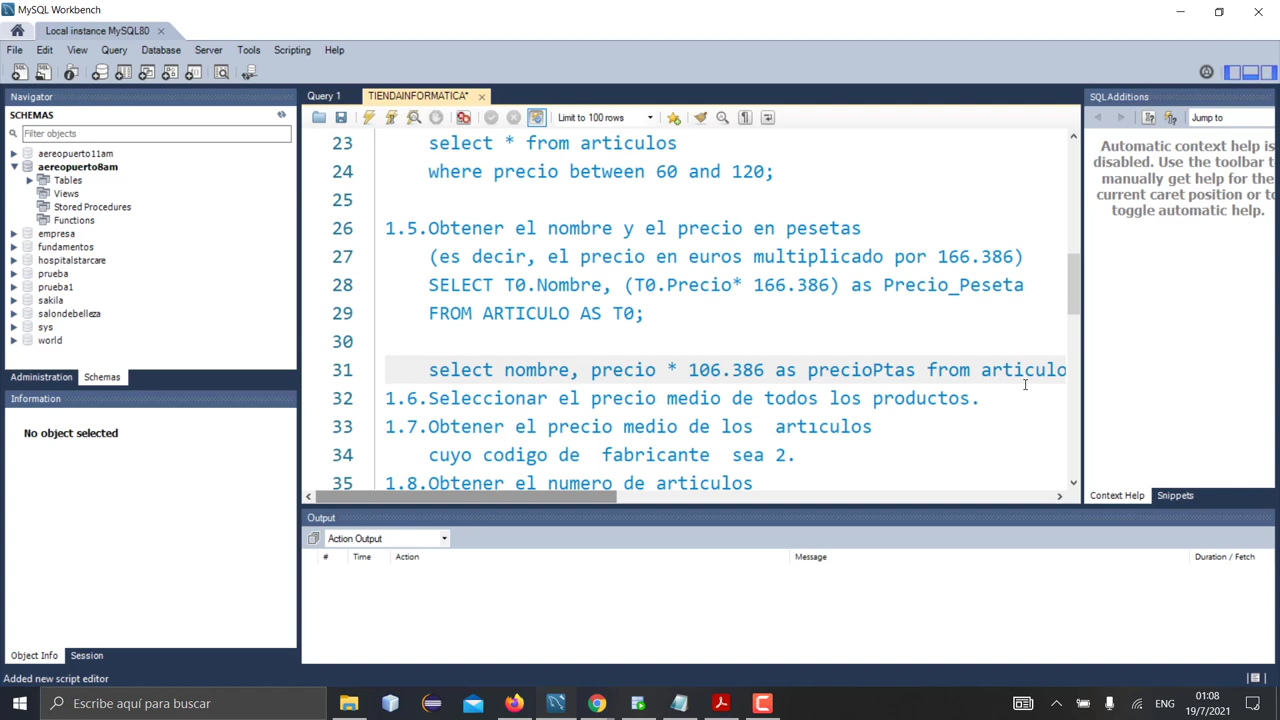 MySQL Workbench
Local instance MySQL80
File Edit View Query Database Server Tools Scripting Help
Navigator
SCHEMAS
Filter objects
aereopuerto11am
aereopuerto8am
Tables
Views
Stored Procedures
Functions
empresa
fundamentos
hospitalstarcare
prueba
prueba1
sakila
salondebelleza
sys
world
Administration Schemas
Information
No object selected
Object Info Session
Query 1 TIENDAINFORMATICA*
Limit to 100 rows
23 select * from articulos
24 where precio between 60 and 120;
25
26 1.5.Obtener el nombre y el precio en pesetas
27 (es decir, el precio en euros multiplicado por 166.386)
28 SELECT T0.Nombre, (T0.Precio* 166.386) as Precio_Peseta
29 FROM ARTICULO AS T0;
30
31 select nombre, precio * 106.386 as precioPtas from articulo
32 1.6.Seleccionar el precio medio de todos los productos.
33 1.7.Obtener el precio medio de los artıculos
34 cuyo codigo de fabricante sea 2.
35 1.8.Obtener el numero de articulos
Output
Action Output
# Time Action Message Duration / Fetch
SQLAdditions
Jump to
Automatic context help is
disabled. Use the toolbar t
manually get help for the
current caret position or to
toggle automatic help.
Context Help Snippets
Added new script editor
Escribe aquí para buscar
ENG
01:08
19/7/2021